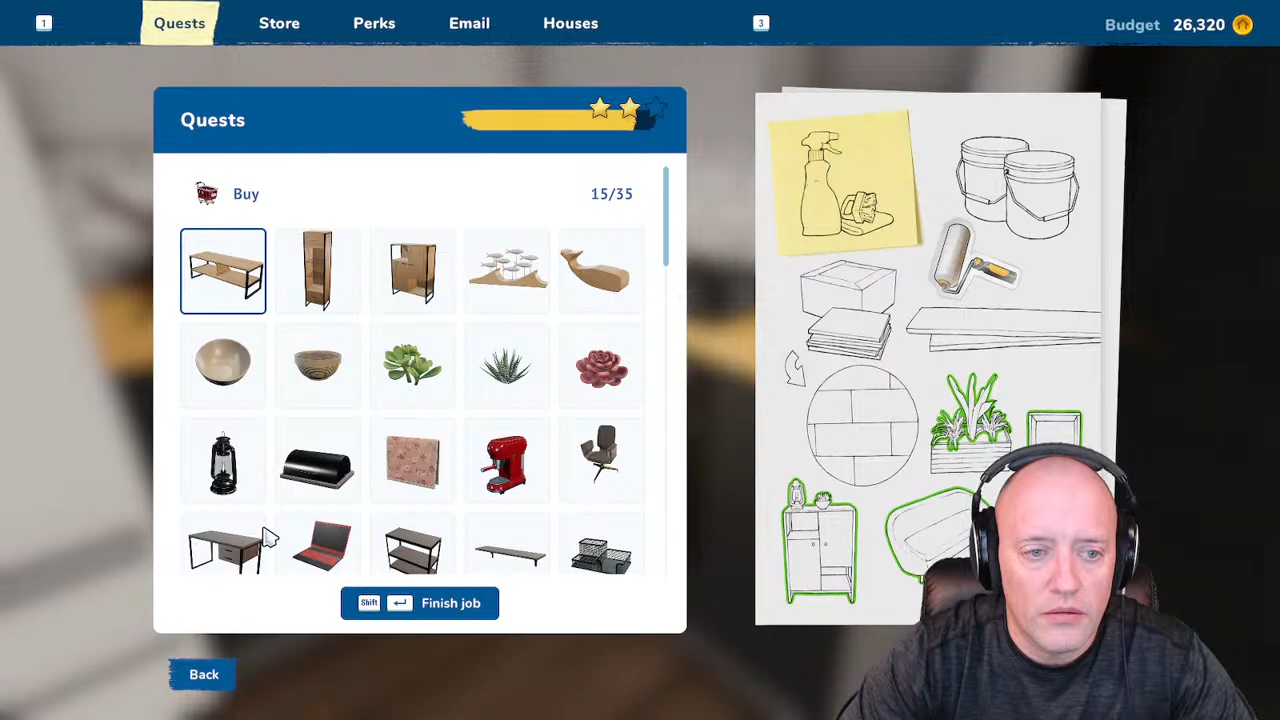 1 Quests Store Perks Email Houses 3 Budget 26,320
Quests
Buy 15/35
Shift Finish job
Back